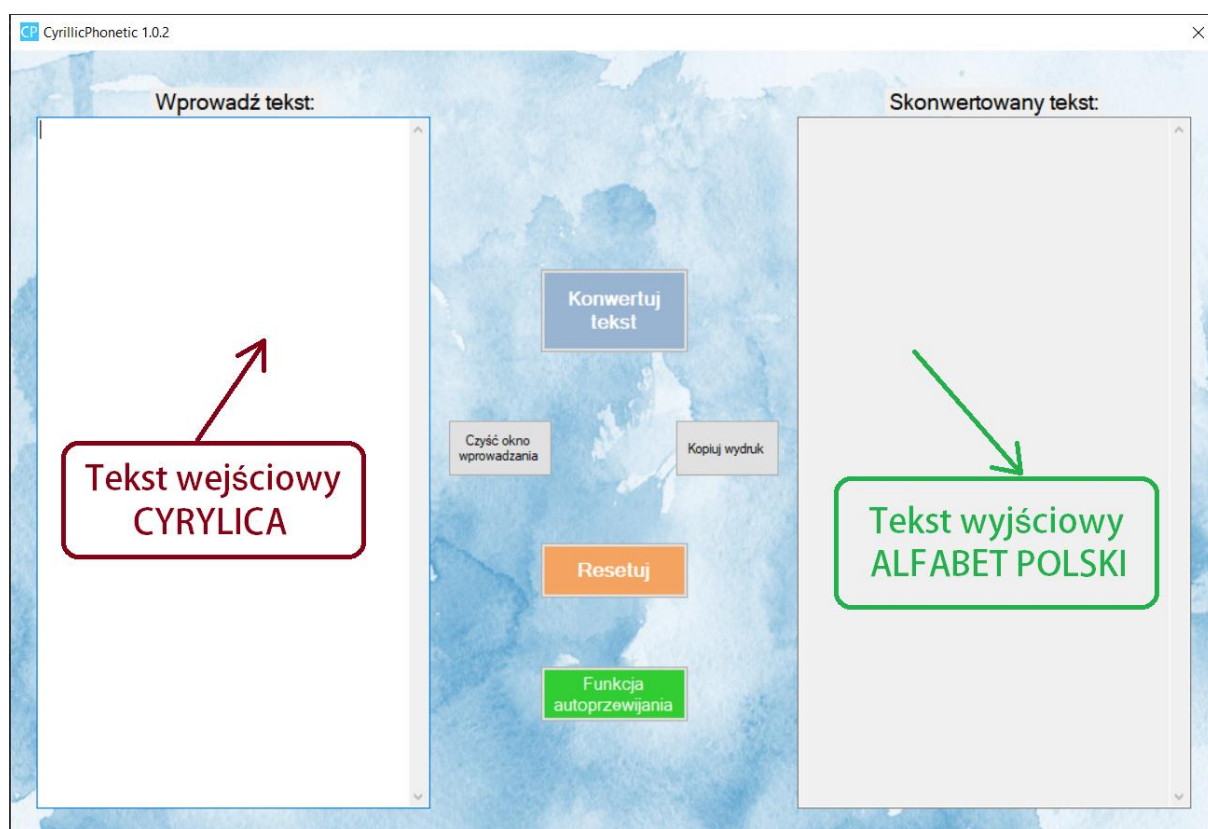 CP CyrillicPhonetic 1.0.2
Wprowadź tekst:
Skonwertowany tekst:
Konwertuj
tekst
Czyść okno
wprowadzania
Kopiuj wydruk
Tekst wejściowy
CYRYLICA
Tekst wyjściowy
ALFABET POLSKI
Resetuj
Funkcja
autoprzewijania